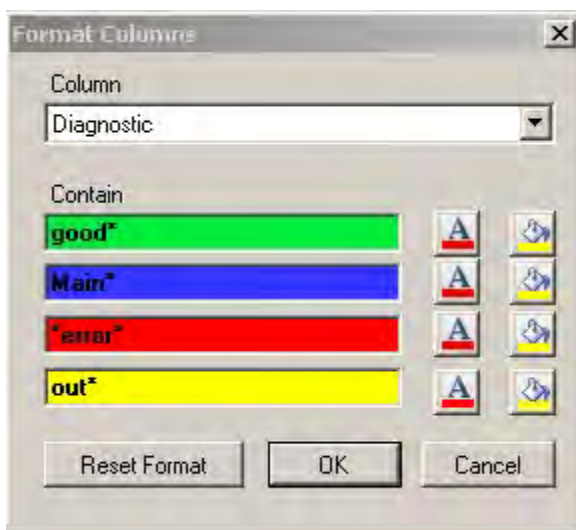 Format Columns
Column
Diagnostic
Contain
good*
A
Main*
A
*error*
A
out*
A
Reset Format OK Cancel